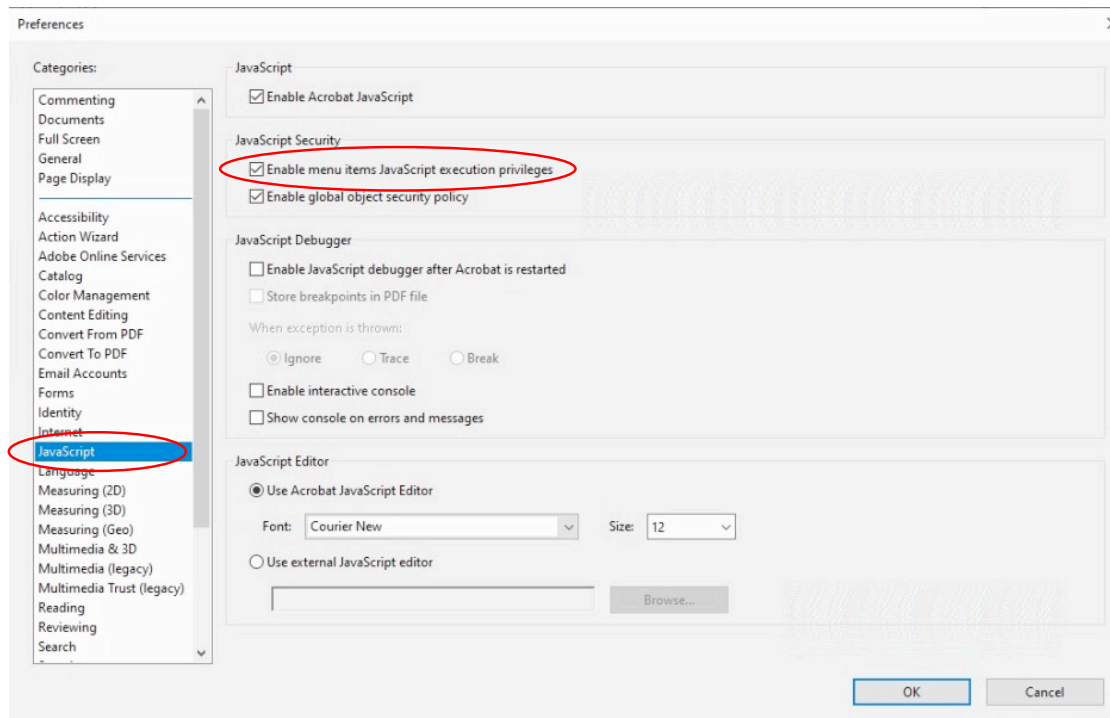 Preferences
Categories:
Commenting
Documents
Full Screen
General
Page Display
Accessibility
Action Wizard
Adobe Online Services
Catalog
Color Management
Content Editing
Convert From PDF
Convert To PDF
Email Accounts
Forms
Identity
Internet
JavaScript
Language
Measuring (2D)
Measuring (3D)
Measuring (Geo)
Multimedia & 3D
Multimedia (legacy)
Multimedia Trust (legacy)
Reading
Reviewing
Search
JavaScript
Enable Acrobat JavaScript
JavaScript Security
Enable menu items JavaScript execution privileges
Enable global object security policy
JavaScript Debugger
Enable JavaScript debugger after Acrobat is restarted
Store breakpoints in PDF file
When exception is thrown:
Ignore Trace Break
Enable interactive console
Show console on errors and messages
JavaScript Editor
Use Acrobat JavaScript Editor
Font: Courier New Size: 12
Use external JavaScript editor
Browse...
OK Cancel